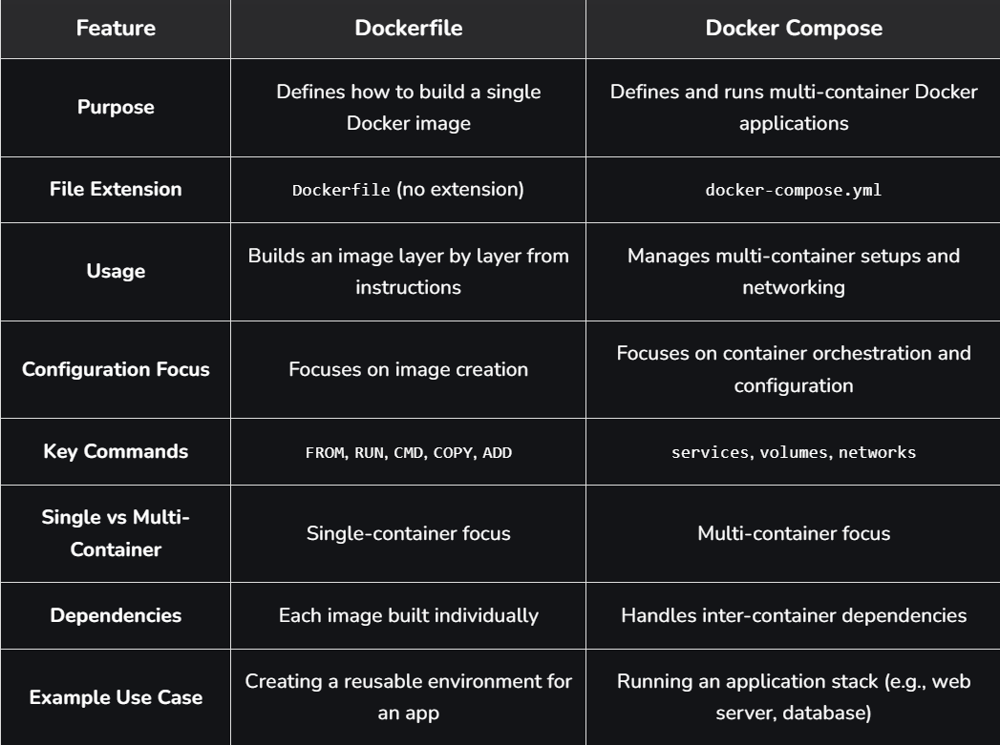 Feature Dockerfile Docker Compose
Purpose
Defines how to build a single
Docker image
Defines and runs multi-container Docker
applications
File Extension
Dockerfile (no extension)
docker-compose.yml
Usage
Builds an image layer by layer from
instructions
Manages multi-container setups and
networking
Configuration Focus
Focuses on image creation
Focuses on container orchestration and
configuration
Key Commands
FROM, RUN, CMD, COPY, ADD
services, volumes, networks
Single vs Multi-
Container
Single-container focus
Multi-container focus
Dependencies
Each image built individually
Handles inter-container dependencies
Example Use Case
Creating a reusable environment for
an app
Running an application stack (e.g., web
server, database)